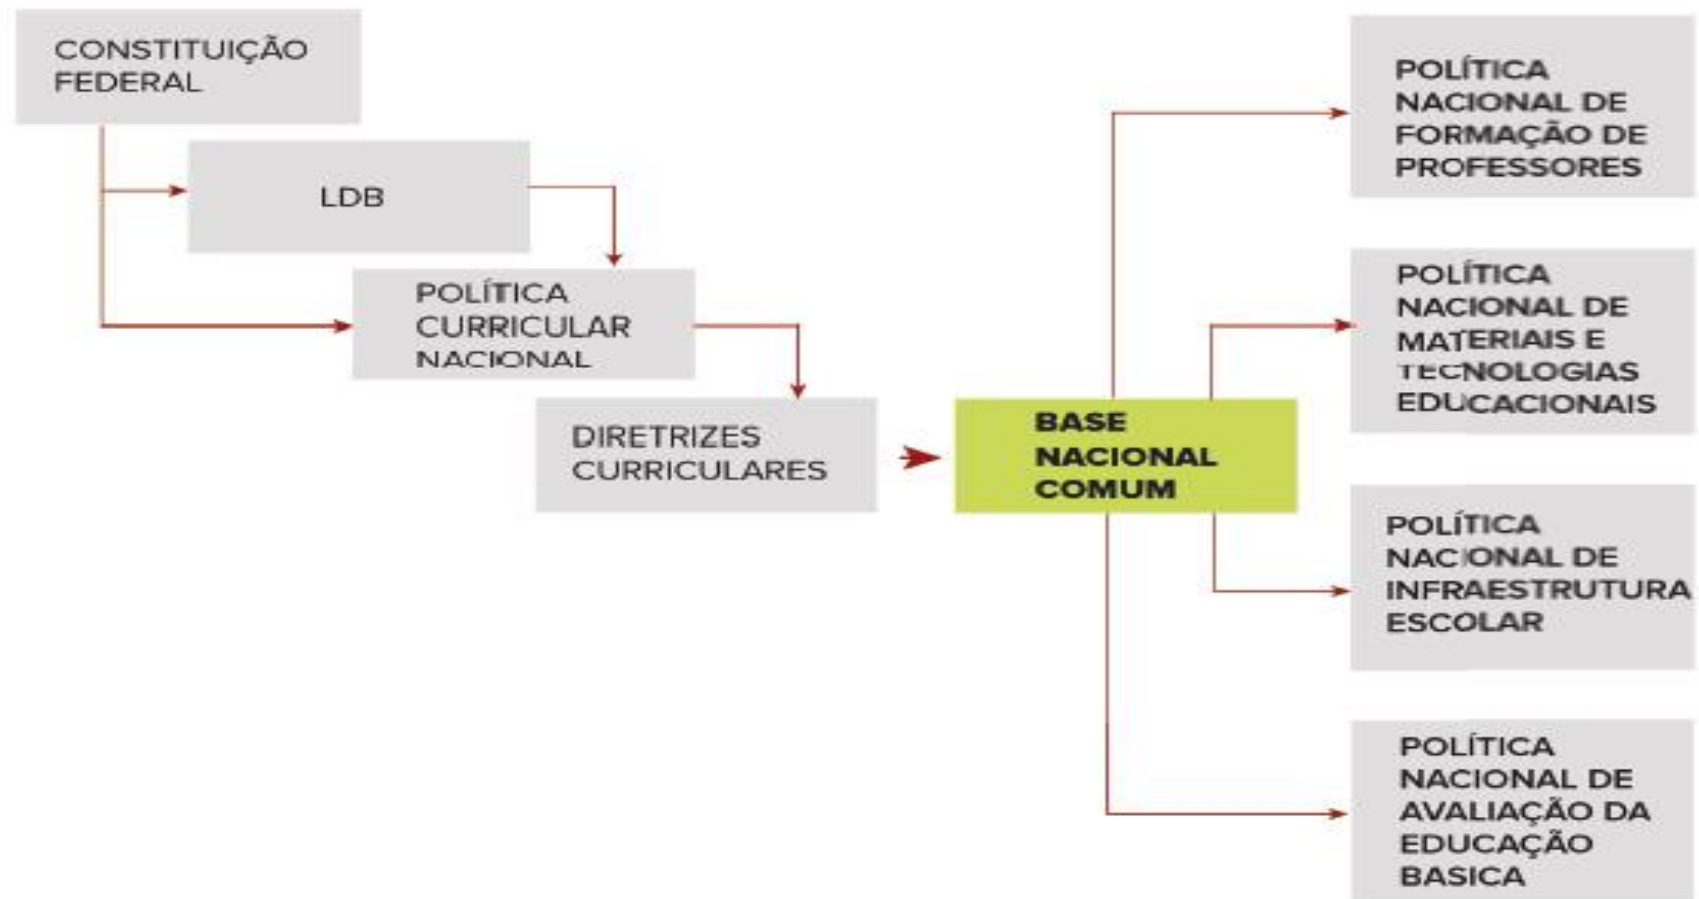 CONSTITUIÇÃO
FEDERAL
LDB
POLÍTICA
CURRICULAR
NACIONAL
DIRETRIZES
CURRICULARES
BASE
NACIONAL
COMUM
POLÍTICA
NACIONAL DE
FORMAÇÃO DE
PROFESSORES
POLÍTICA
NACIONAL DE
MATERIAIS E
TECNOLOGIAS
EDUCACIONAIS
POLÍTICA
NACIONAL DE
INFRAESTRUTURA
ESCOLAR
POLÍTICA
NACIONAL DE
AVALIAÇÃO DA
EDUCAÇÃO
BASICA